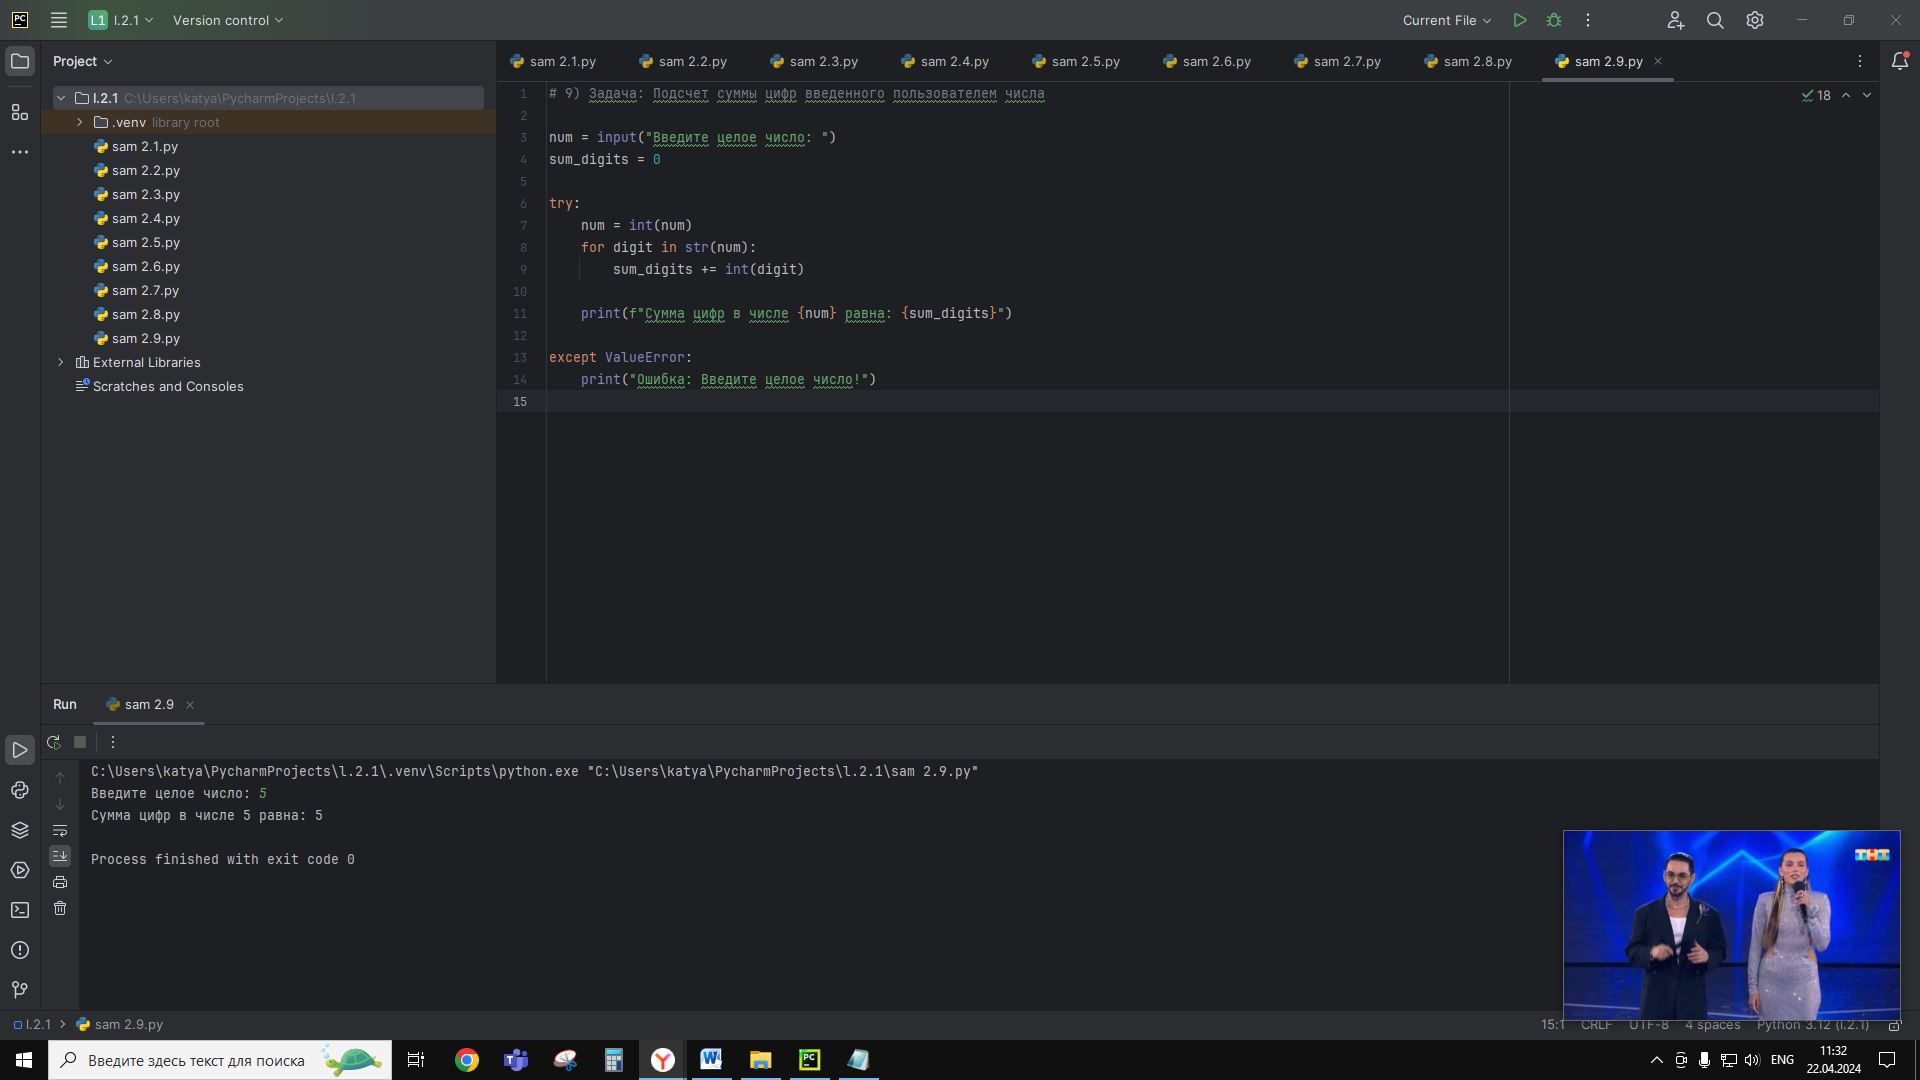 PC
L1 l.2.1
Version control
Current File
Project
sam 2.1.py
sam 2.2.py
sam 2.3.py
sam 2.4.py
sam 2.5.py
sam 2.6.py
sam 2.7.py
sam 2.8.py
sam 2.9.py
l.2.1 C:\Users\katya\PycharmProjects\l.2.1
.venv library root
sam 2.1.py
sam 2.2.py
sam 2.3.py
sam 2.4.py
sam 2.5.py
sam 2.6.py
sam 2.7.py
sam 2.8.py
sam 2.9.py
External Libraries
Scratches and Consoles
18
1 # 9) Задача: Подсчет суммы цифр введенного пользователем числа
2
3 num = input("Введите целое число: ")
4 sum_digits = 0
5
6 try:
7 num = int(num)
8 for digit in str(num):
9 sum_digits += int(digit)
10
11 print(f"Сумма цифр в числе {num} равна: {sum_digits}")
12
13 except ValueError:
14 print("Ошибка: Введите целое число!")
15
Run
sam 2.9
C:\Users\katya\PycharmProjects\l.2.1\.venv\Scripts\python.exe "C:\Users\katya\PycharmProjects\l.2.1\sam 2.9.py"
Введите целое число: 5
Сумма цифр в числе 5 равна: 5
Process finished with exit code 0
ТНТ
l.2.1 sam 2.9.py
15:1 CRLF UTF-8 4 spaces Python 3.12 (l.2.1)
Введите здесь текст для поиска
ENG
11:32
22.04.2024